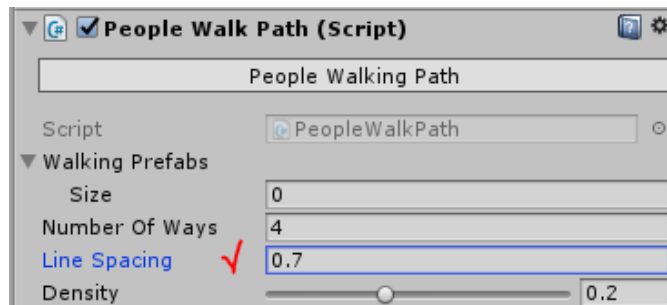 People Walk Path (Script)
People Walking Path
Script PeopleWalkPath
Walking Prefabs
Size 0
Number Of Ways 4
Line Spacing 0.7
Density 0.2